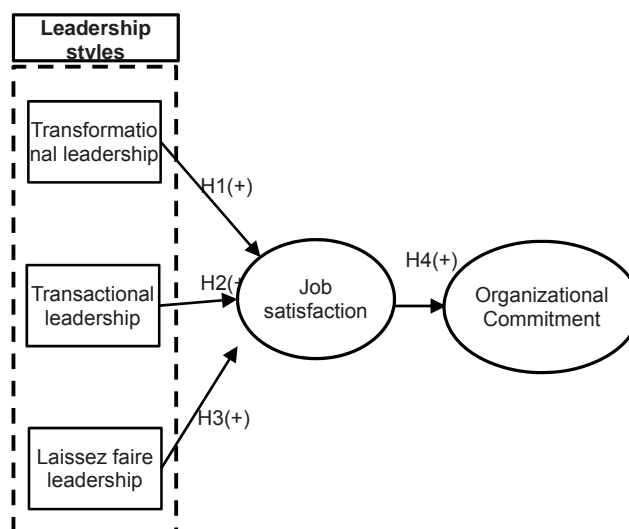 Leadership
styles
Transformatio
nal leadership
H1(+)
H2(+
Transactional
leadership
Job
satisfaction
H4(+)
Organizational
Commitment
H3(+)
Laissez faire
leadership